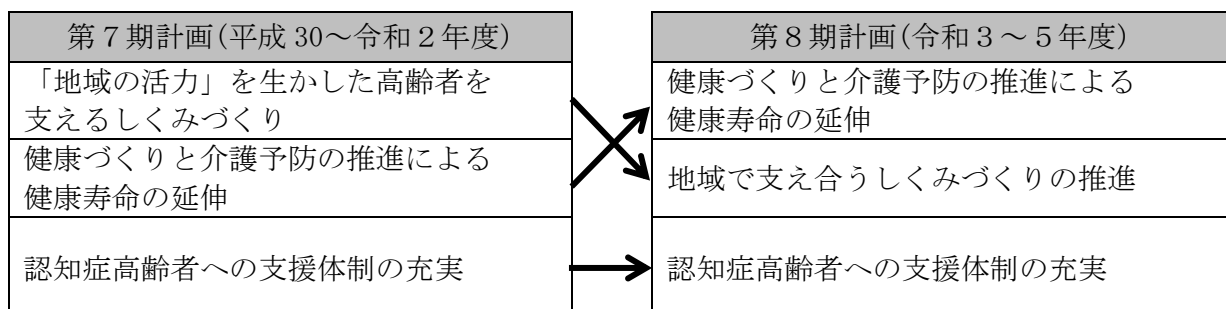 第７期計画(平成 30～令和２年度)
「地域の活力」を生かした高齢者を
支えるしくみづくり
健康づくりと介護予防の推進による
健康寿命の延伸
認知症高齢者への支援体制の充実
第８期計画(令和３～５年度)
健康づくりと介護予防の推進による
健康寿命の延伸
地域で支え合うしくみづくりの推進
認知症高齢者への支援体制の充実